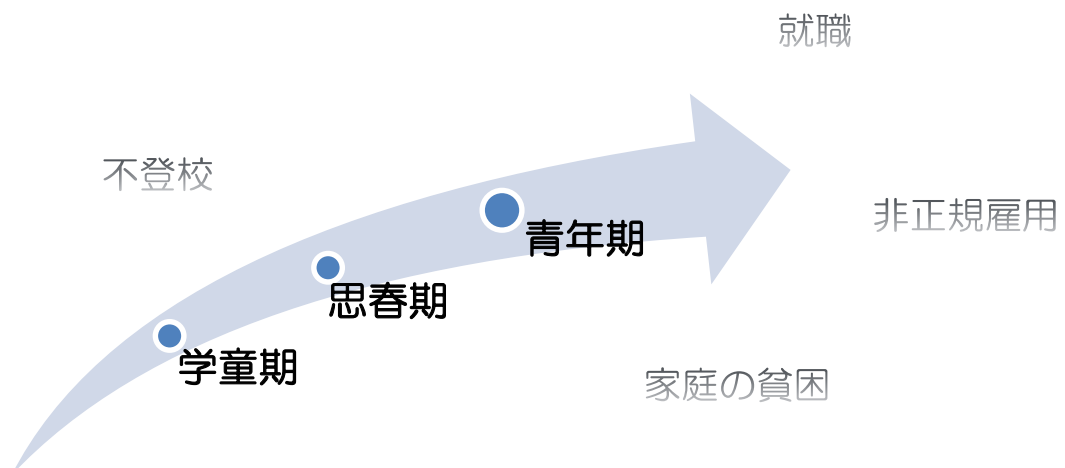 就職
不登校
非正規雇用
青年期
思春期
学童期
家庭の貧困